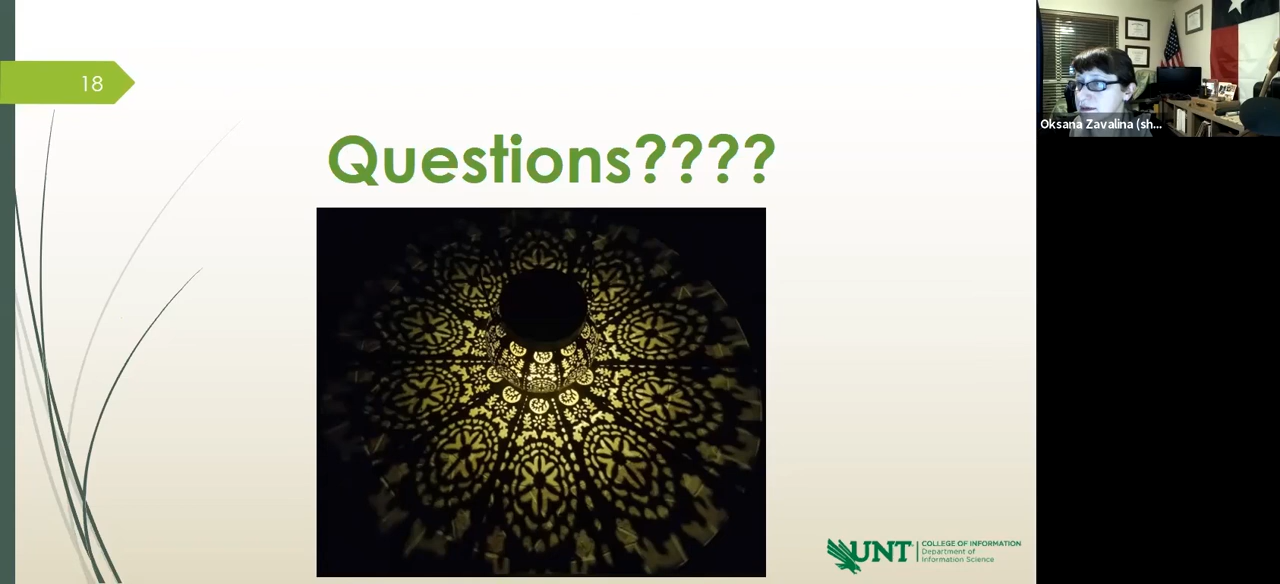 18
Questions????
UNT
COLLEGE OF INFORMATION
Department of
Information Science
Oksana Zavalina (sh...